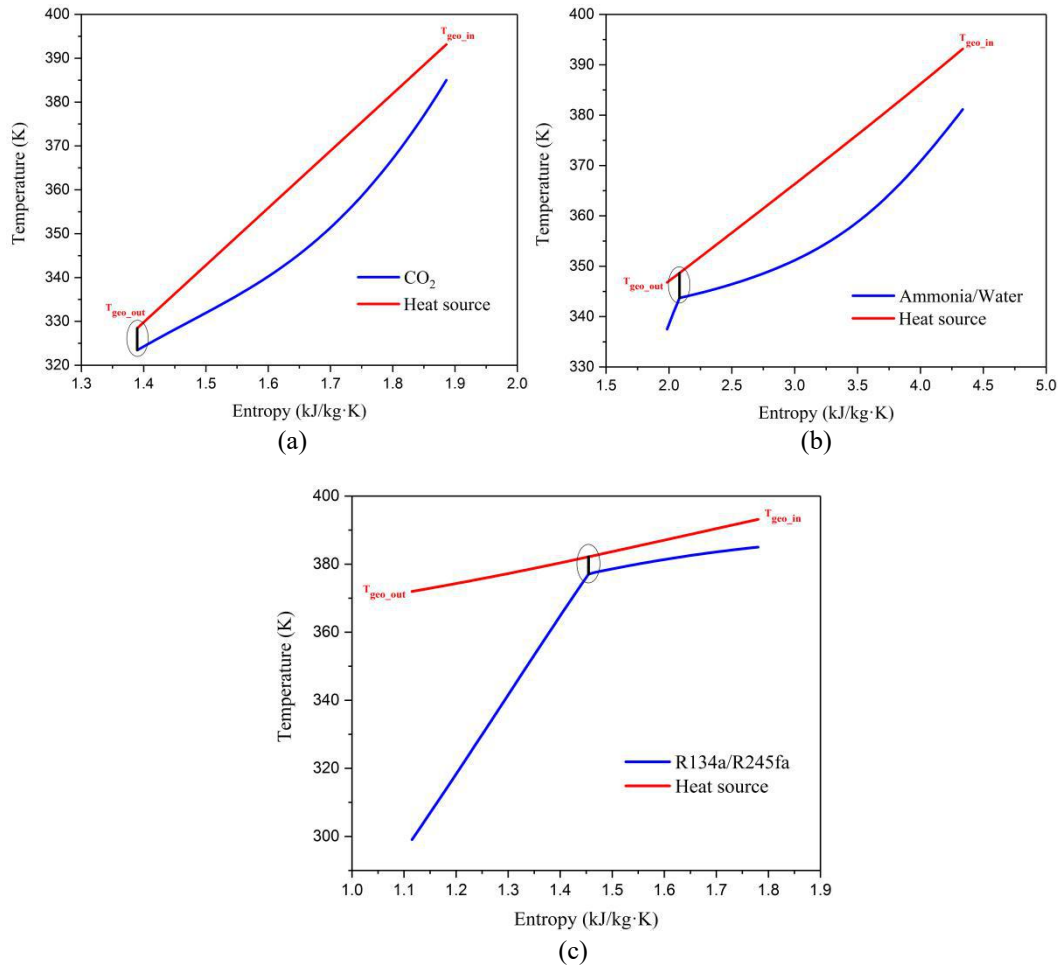 400
390
380
370
360
350
340
330
320
Temperature (K)
T_geo_in
T_geo_out
CO₂
Heat source
1.3 1.4 1.5 1.6 1.7 1.8 1.9 2.0
Entropy (kJ/kg·K)
(a)
400
390
380
370
360
350
340
330
Temperature (K)
T_geo_in
T_geo_out
Ammonia/Water
Heat source
1.5 2.0 2.5 3.0 3.5 4.0 4.5 5.0
Entropy (kJ/kg·K)
(b)
400
380
360
340
320
300
Temperature (K)
T_geo_in
T_geo_out
R134a/R245fa
Heat source
1.0 1.1 1.2 1.3 1.4 1.5 1.6 1.7 1.8 1.9
Entropy (kJ/kg·K)
(c)